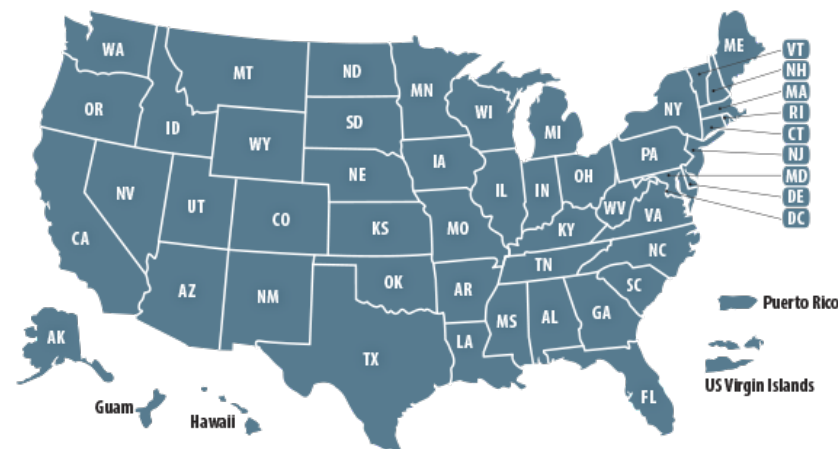 WA
MT
ND
MN
ME
VT
NH
MA
RI
CT
NJ
MD
DE
DC
OR
ID
WY
SD
WI
MI
NY
NV
UT
CO
NE
IA
IL
IN
OH
PA
CA
KS
MO
KY
WV
VA
AZ
NM
OK
AR
TN
NC
SC
TX
LA
MS
AL
GA
FL
AK
Guam
Hawaii
Puerto Rico
US Virgin Islands